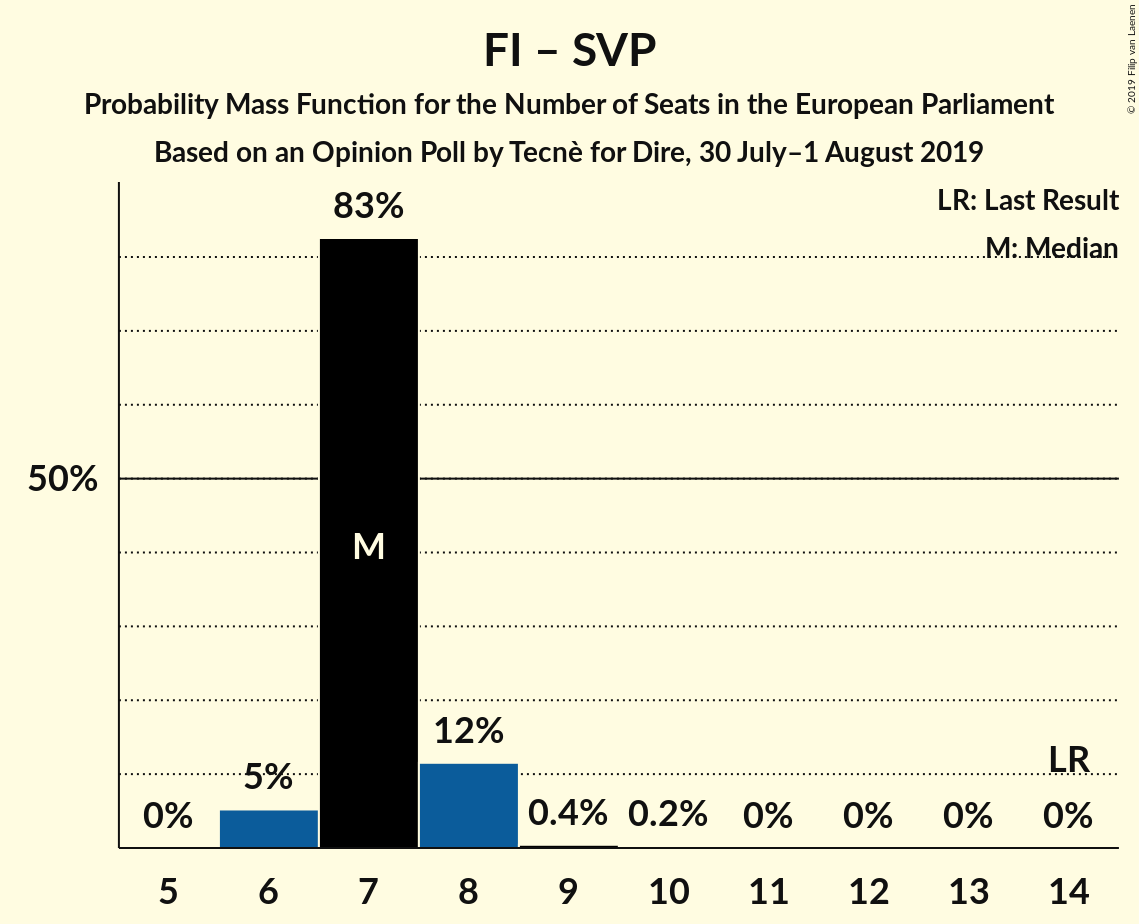 FI – SVP
Probability Mass Function for the Number of Seats in the European Parliament
Based on an Opinion Poll by Tecnè for Dire, 30 July–1 August 2019
© 2019 Filip van Laenen
LR: Last Result
M: Median
83%
50%
M
12%
5%
LR
0%
0.4%
0.2%
0%
0%
0%
0%
5 6 7 8 9 10 11 12 13 14